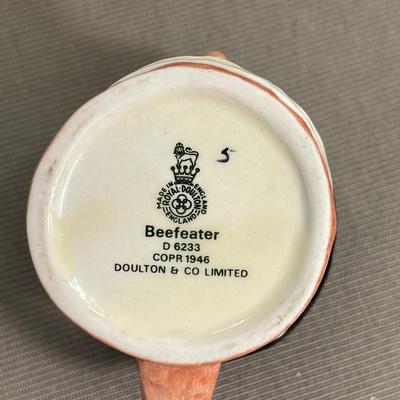 5
MADE IN ENGLAND
ROYAL·DOULTON
ENGLAND
Beefeater
D 6233
COPR 1946
DOULTON & CO LIMITED